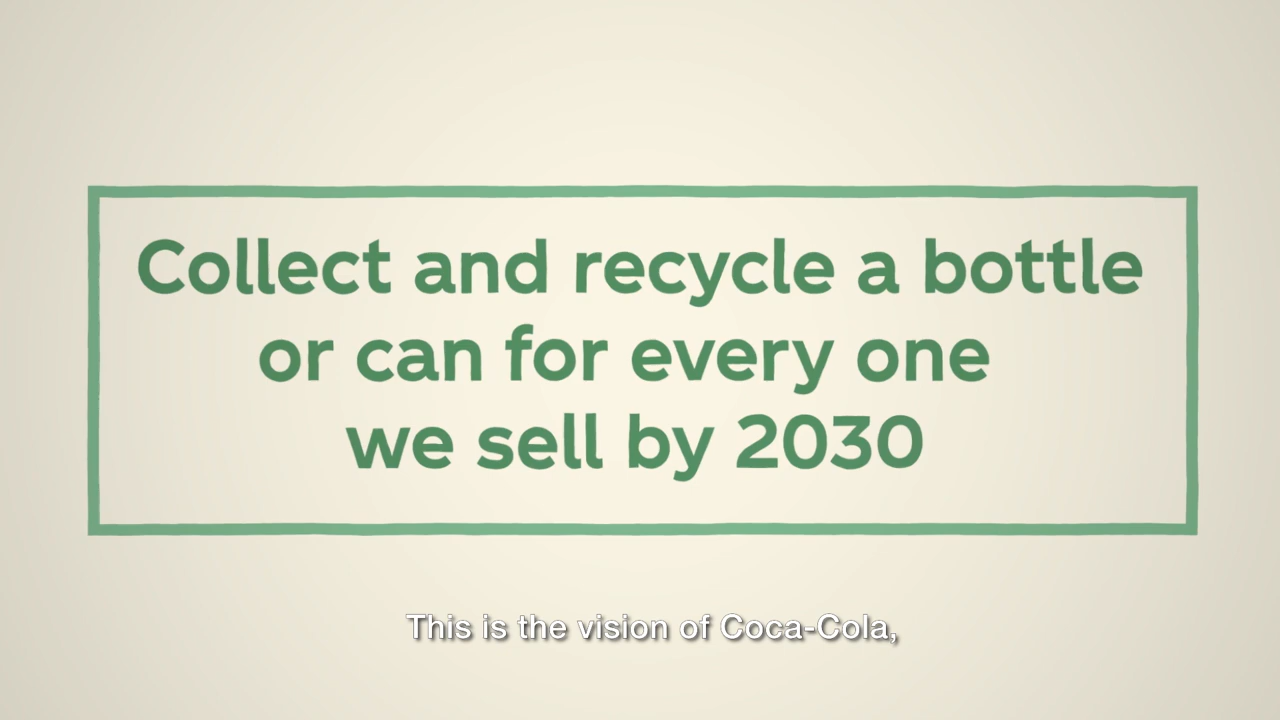 Collect and recycle a bottle
or can for every one
we sell by 2030
This is the vision of Coca-Cola,